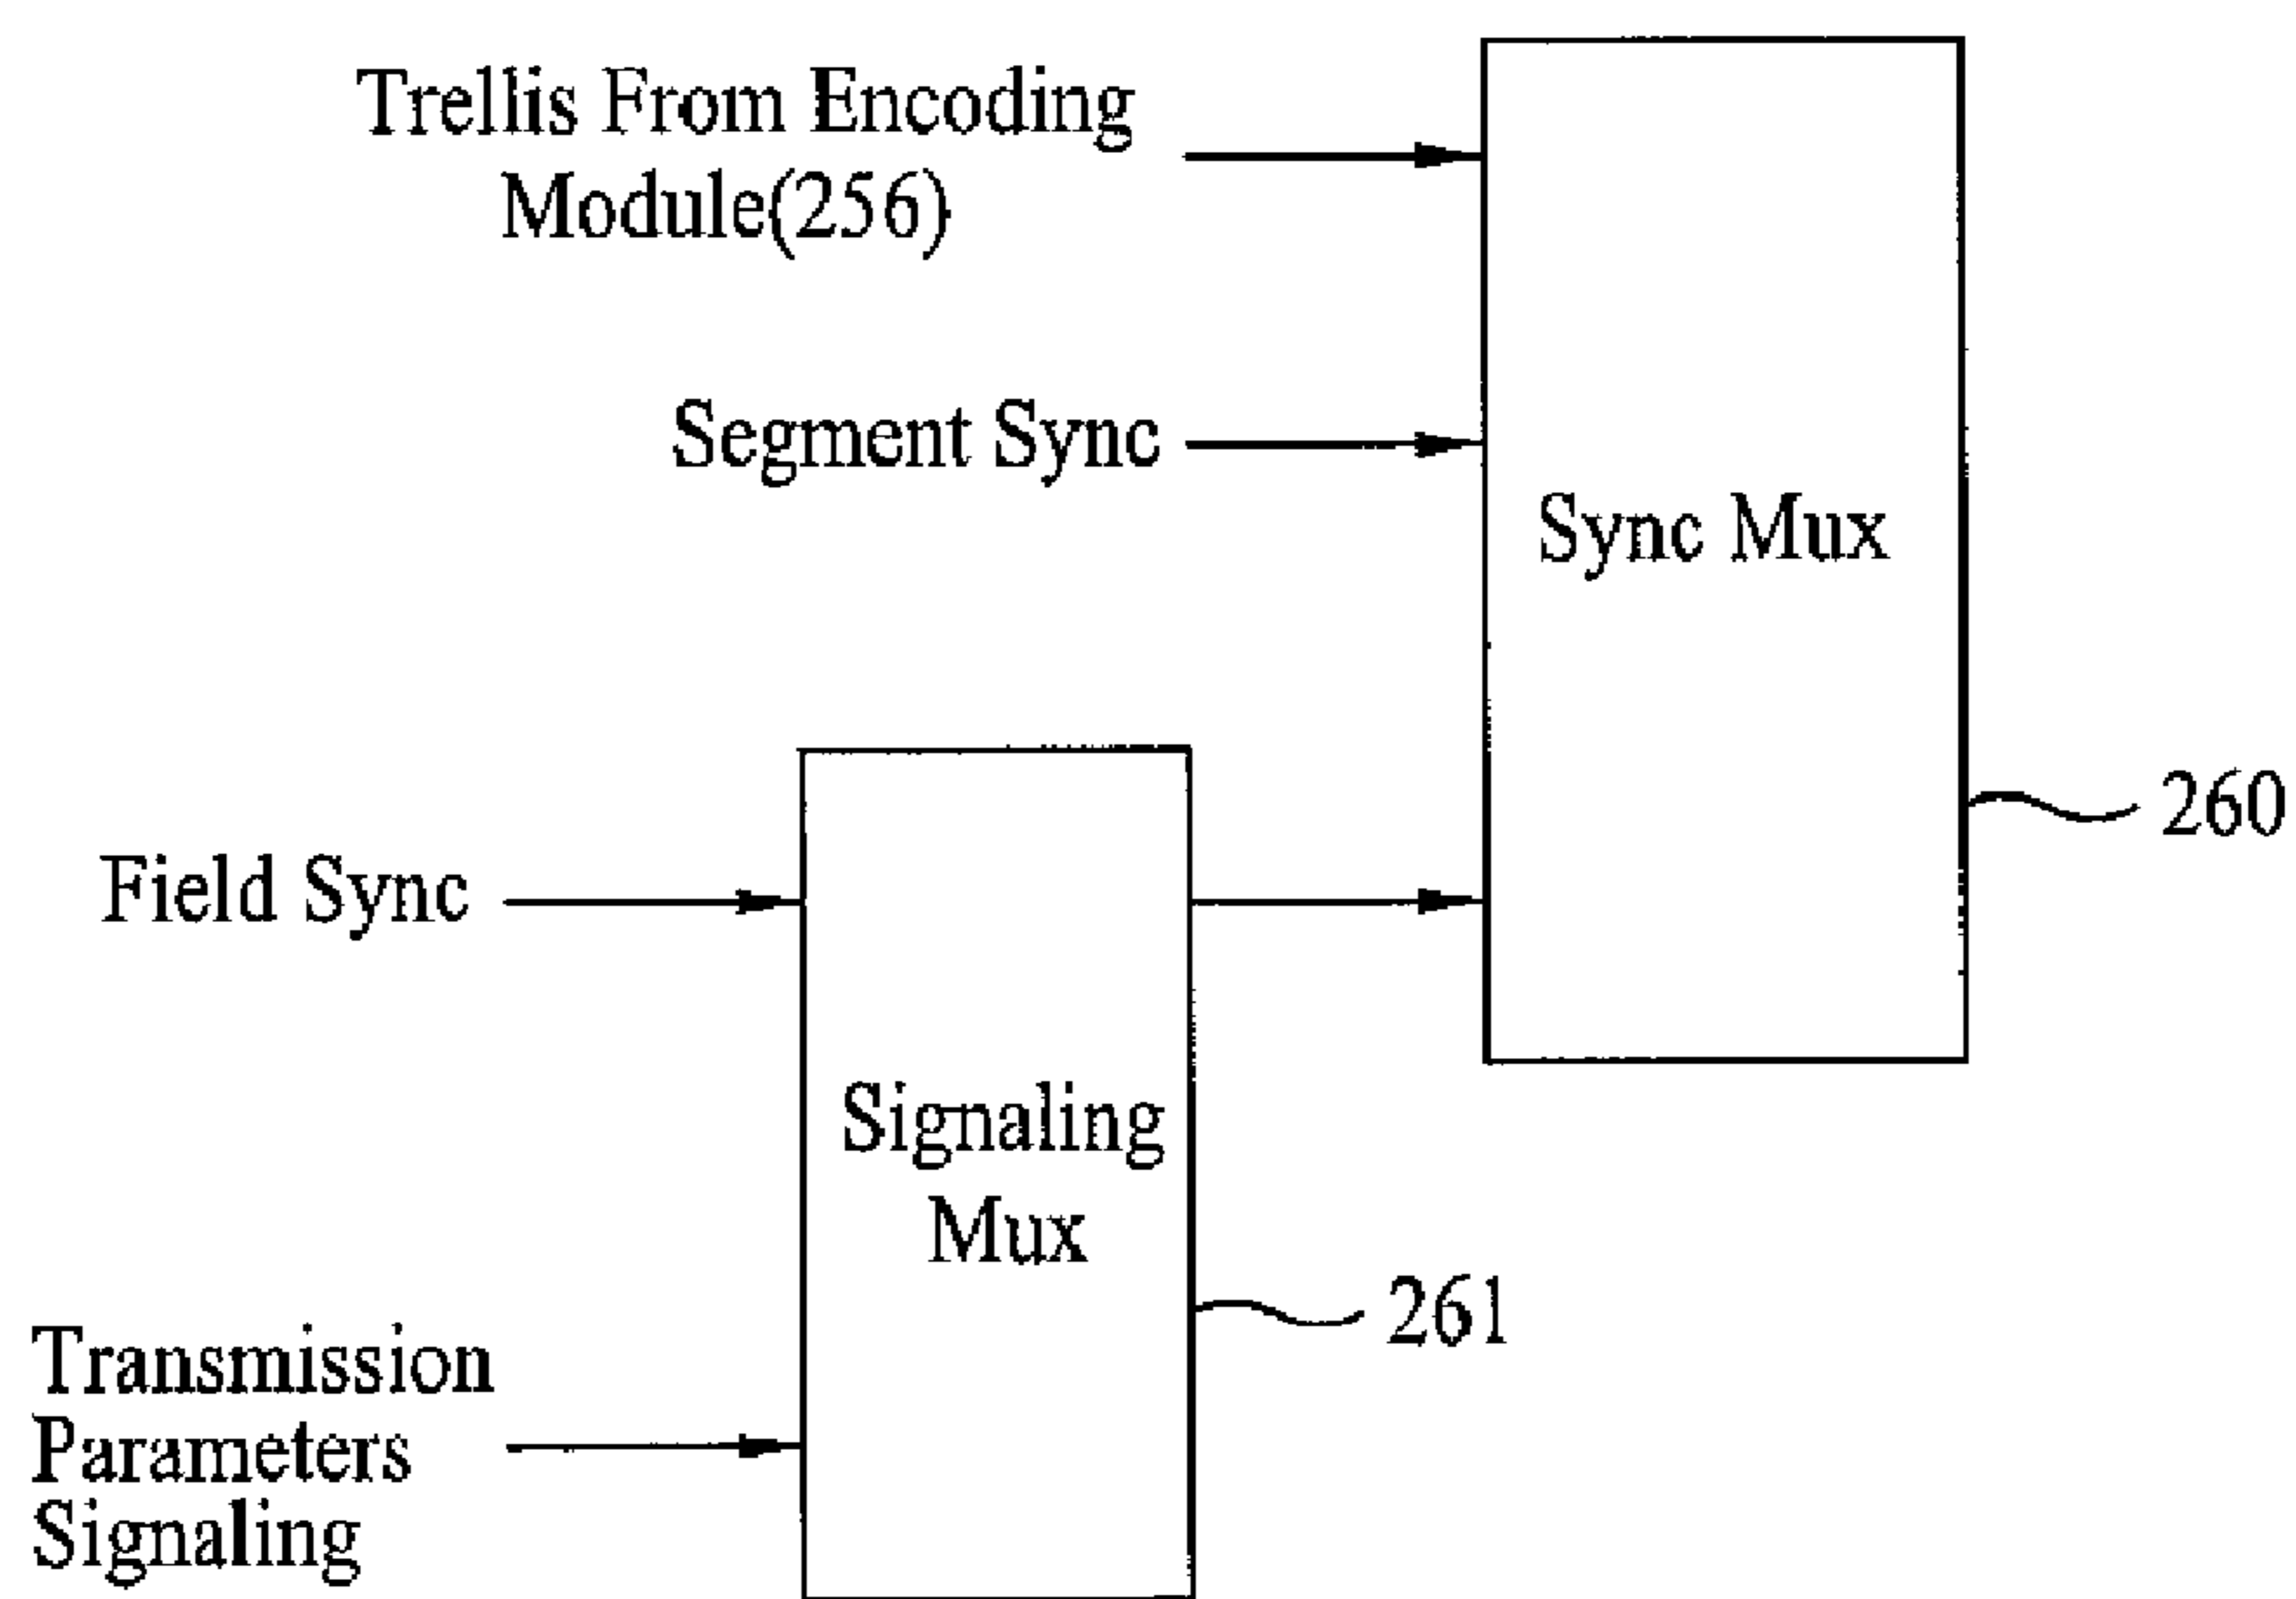 Trellis From Encoding
Module(256)
Segment Sync
Sync Mux
260
Field Sync
Signaling
Mux
261
Transmission
Parameters
Signaling